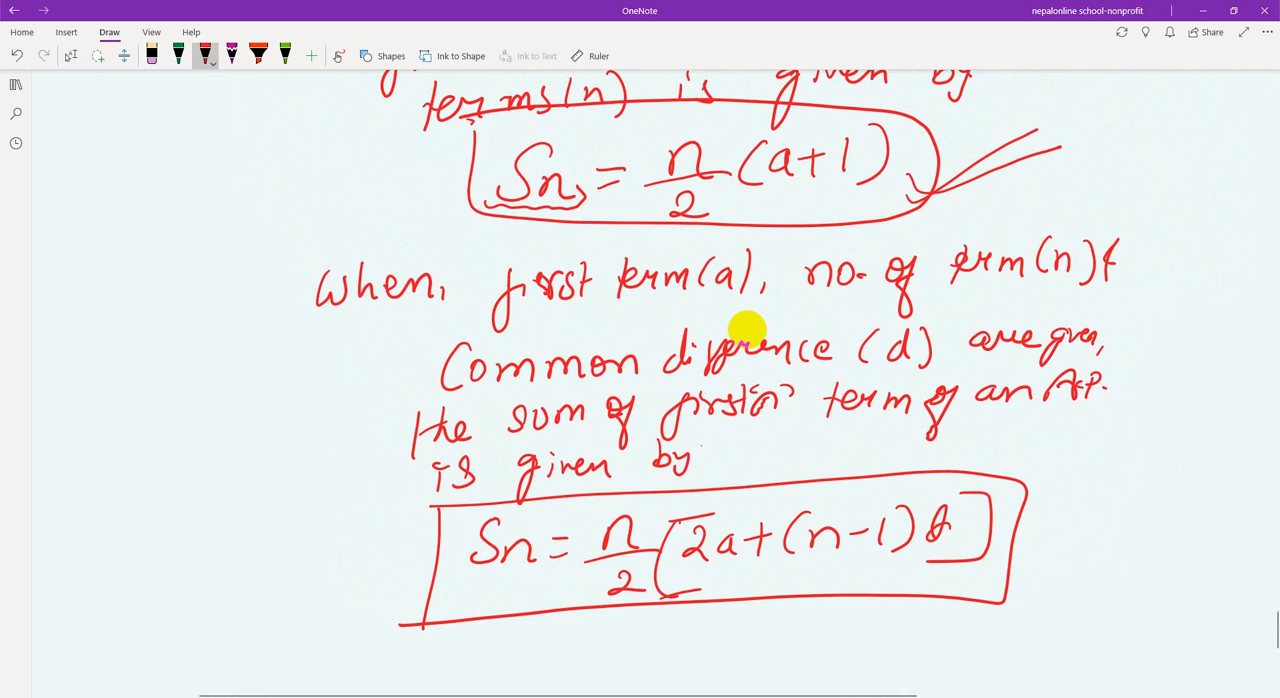 OneNote
nepalonline school-nonprofit
Home Insert Draw View Help
Share
Shapes Ink to Shape Ink to Text Ruler
terms(n) is given by
Sn = n/2 (a+l)
When, first term(a), no. of term(n) &
Common difference (d) are given,
the sum of first 'n' term of an A.P.
is given by
Sn = n/2 [2a+(n-1)d]